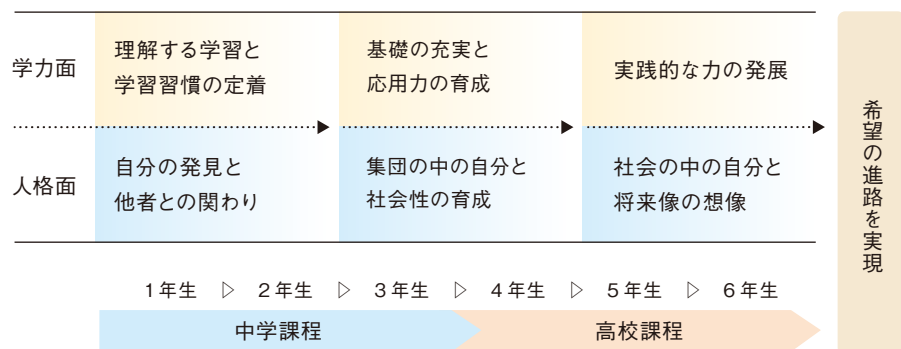 学力面
理解する学習と
学習習慣の定着
基礎の充実と
応用力の育成
実践的な力の発展
人格面
自分の発見と
他者との関わり
集団の中の自分と
社会性の育成
社会の中の自分と
将来像の想像
1年生 ▷ 2年生 ▷ 3年生 ▷ 4年生 ▷ 5年生 ▷ 6年生
中学課程
高校課程
希望の進路を実現